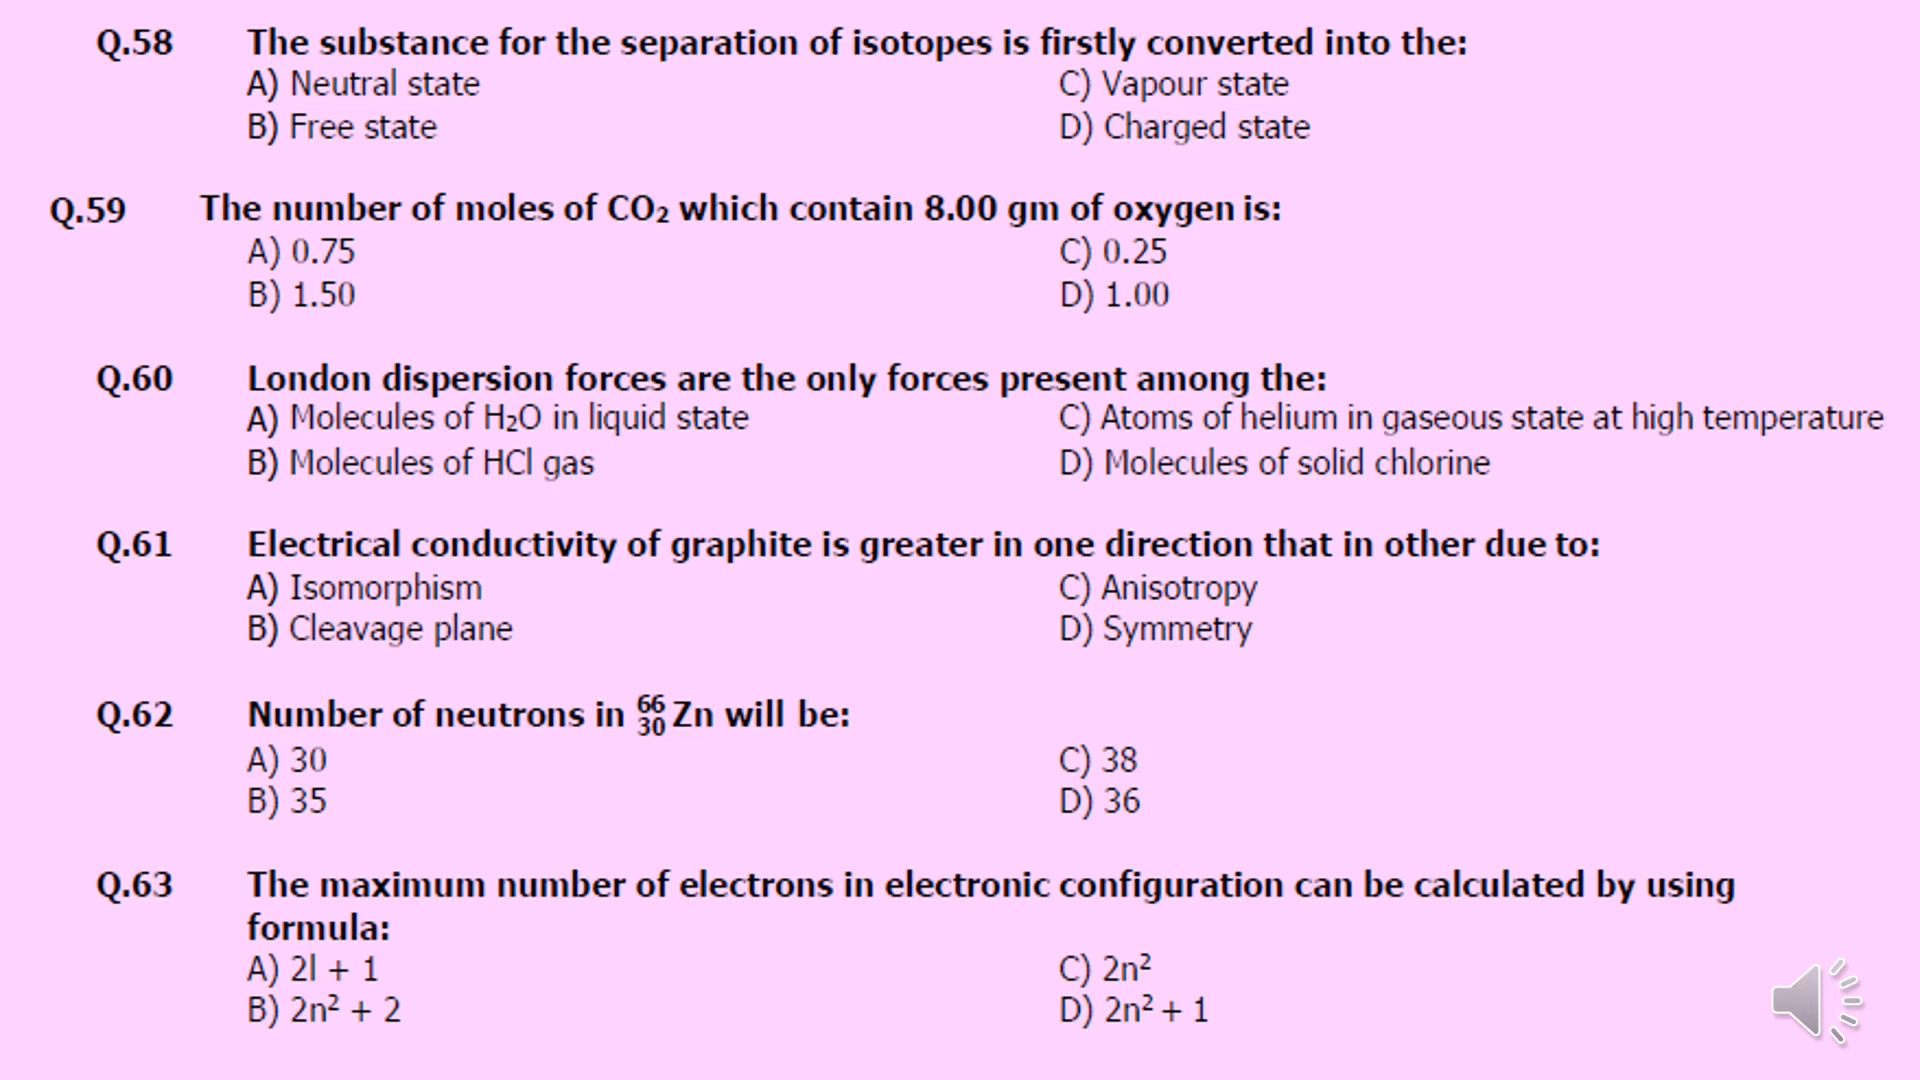 Q.58 The substance for the separation of isotopes is firstly converted into the:
A) Neutral state C) Vapour state
B) Free state D) Charged state
Q.59 The number of moles of CO₂ which contain 8.00 gm of oxygen is:
A) 0.75 C) 0.25
B) 1.50 D) 1.00
Q.60 London dispersion forces are the only forces present among the:
A) Molecules of H₂O in liquid state C) Atoms of helium in gaseous state at high temperature
B) Molecules of HCl gas D) Molecules of solid chlorine
Q.61 Electrical conductivity of graphite is greater in one direction that in other due to:
A) Isomorphism C) Anisotropy
B) Cleavage plane D) Symmetry
Q.62 Number of neutrons in ⁶⁶₃₀Zn will be:
A) 30 C) 38
B) 35 D) 36
Q.63 The maximum number of electrons in electronic configuration can be calculated by using
formula:
A) 2l + 1 C) 2n²
B) 2n² + 2 D) 2n² + 1